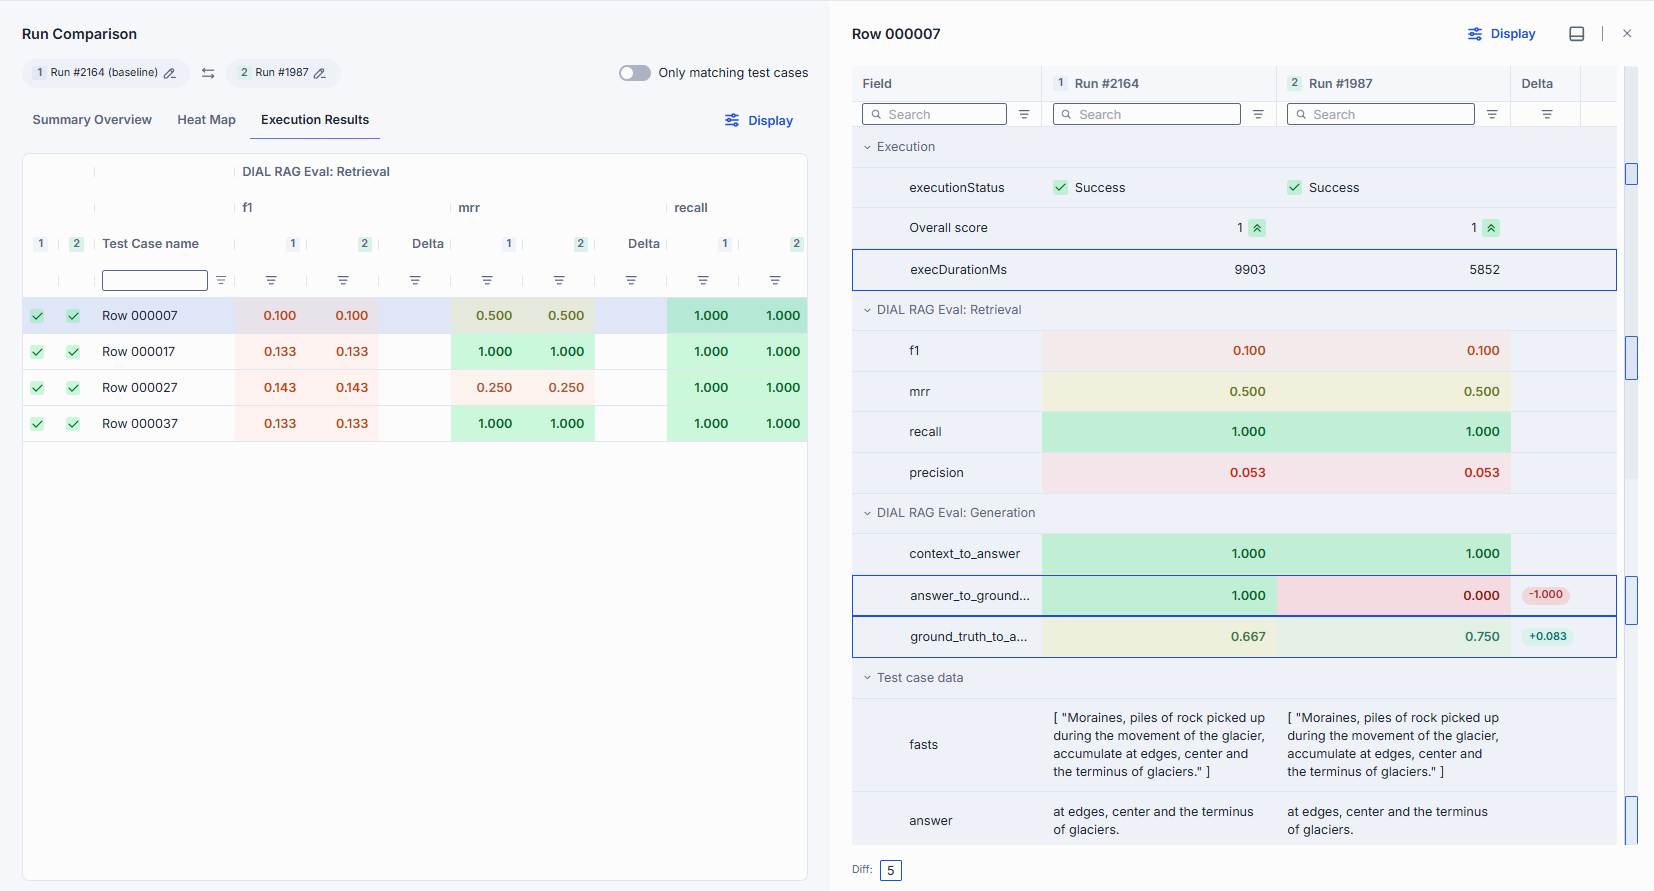 Run Comparison
1 Run #2164 (baseline)
2 Run #1987
Only matching test cases
Summary Overview
Heat Map
Execution Results
Display
DIAL RAG Eval: Retrieval
f1 mrr recall
1 2 Test Case name 1 2 Delta 1 2 Delta 1 2
Row 000007 0.100 0.100 0.500 0.500 1.000 1.000
Row 000017 0.133 0.133 1.000 1.000 1.000 1.000
Row 000027 0.143 0.143 0.250 0.250 1.000 1.000
Row 000037 0.133 0.133 1.000 1.000 1.000 1.000
Row 000007
Display
Field 1 Run #2164 2 Run #1987 Delta
Search Search Search
Execution
executionStatus Success Success
Overall score 1 1
execDurationMs 9903 5852
DIAL RAG Eval: Retrieval
f1 0.100 0.100
mrr 0.500 0.500
recall 1.000 1.000
precision 0.053 0.053
DIAL RAG Eval: Generation
context_to_answer 1.000 1.000
answer_to_ground... 1.000 0.000 -1.000
ground_truth_to_a... 0.667 0.750 +0.083
Test case data
fasts
[ "Moraines, piles of rock picked up
during the movement of the glacier,
accumulate at edges, center and
the terminus of glaciers." ]
[ "Moraines, piles of rock picked up
during the movement of the glacier,
accumulate at edges, center and
the terminus of glaciers." ]
answer
at edges, center and the terminus
of glaciers.
at edges, center and the terminus
of glaciers.
Diff: 5